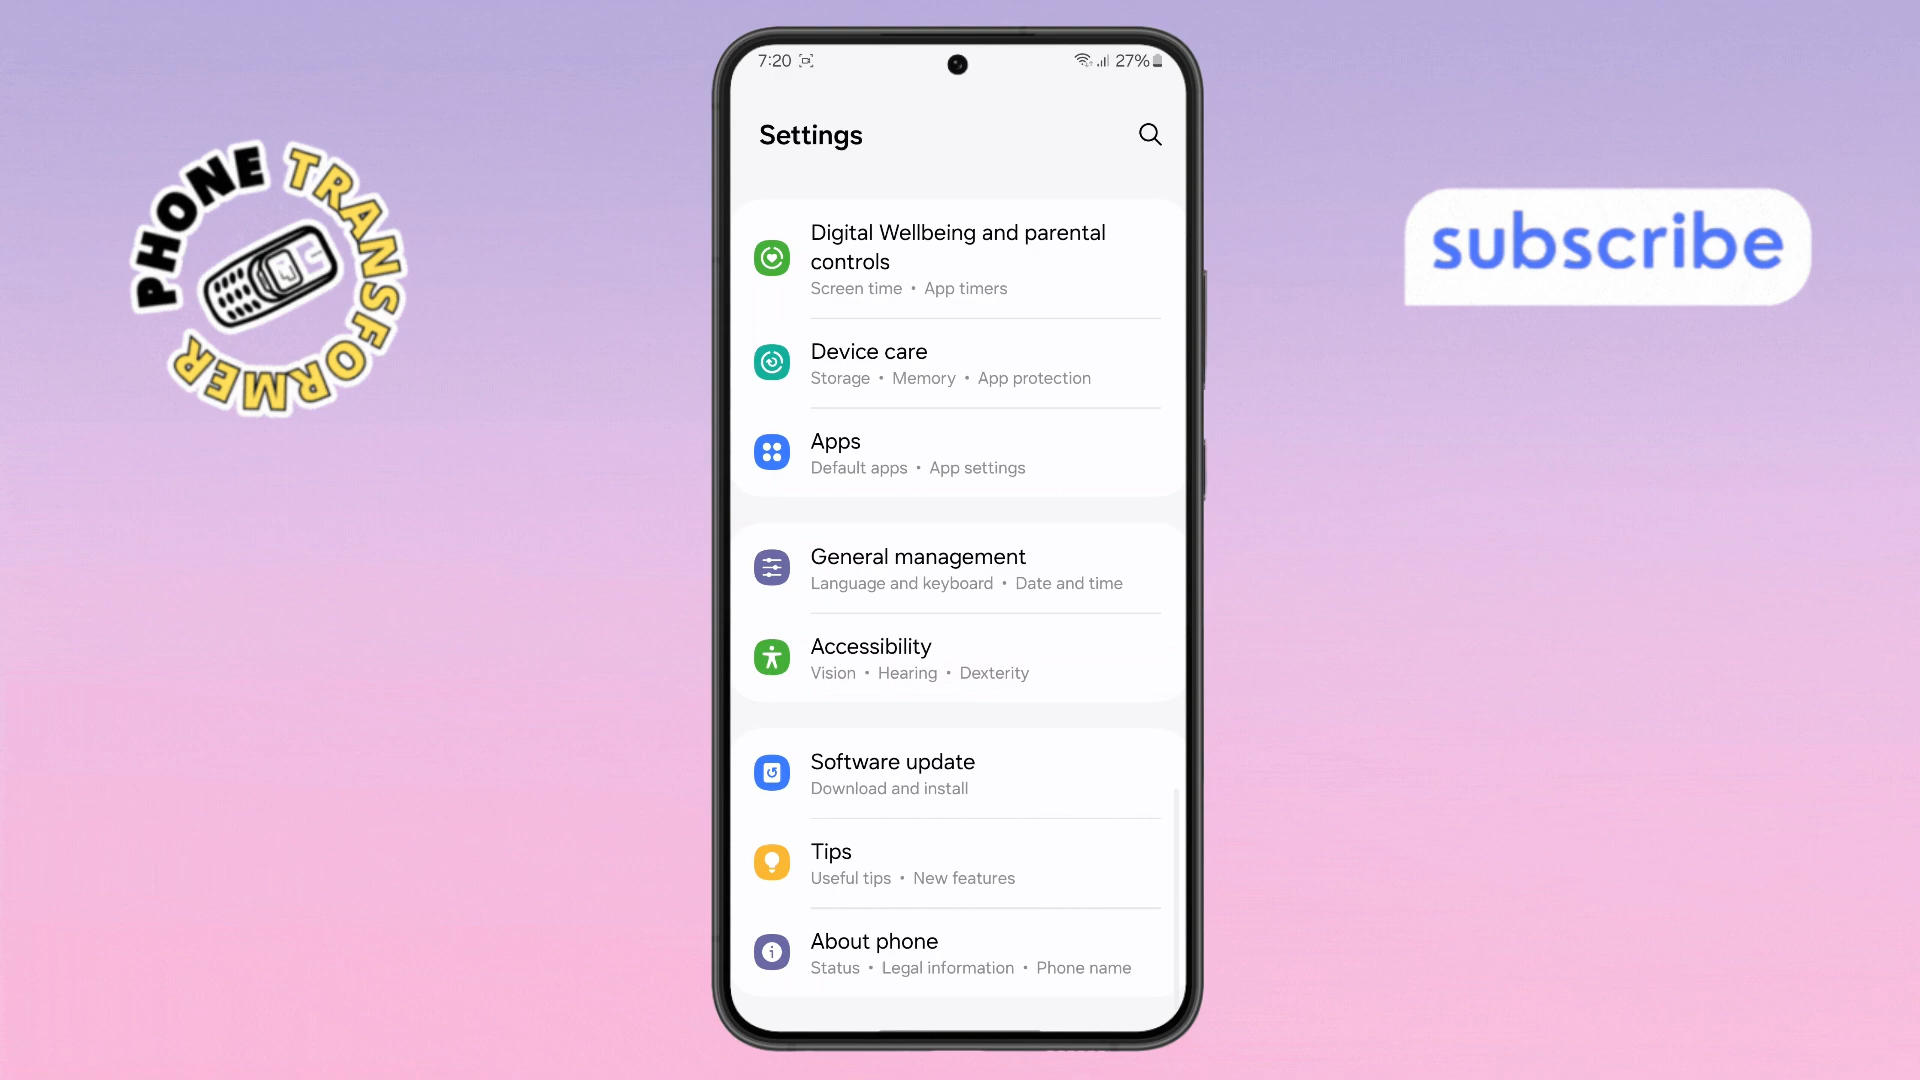 PHONE TRANSFORMER
7:20
27%
Settings
Digital Wellbeing and parental
controls
Screen time • App timers
Device care
Storage • Memory • App protection
Apps
Default apps • App settings
General management
Language and keyboard • Date and time
Accessibility
Vision • Hearing • Dexterity
Software update
Download and install
Tips
Useful tips • New features
About phone
Status • Legal information • Phone name
subscribe